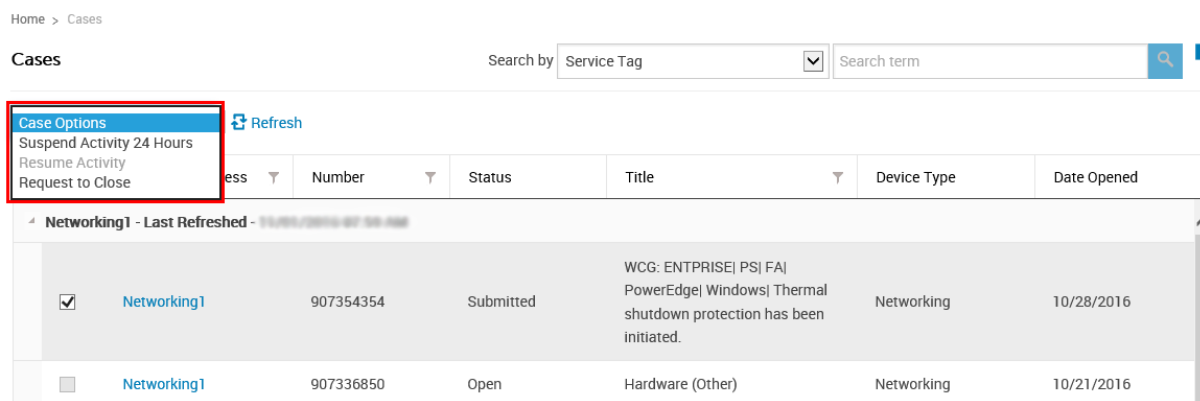 Home > Cases
Cases
Search by Service Tag Search term
Case Options
Refresh
Suspend Activity 24 Hours
Resume Activity
Request to Close
ess Number Status Title Device Type Date Opened
Networking1 - Last Refreshed -
WCG: ENTPRISE| PS| FA|
PowerEdge| Windows| Thermal
shutdown protection has been
initiated.
Networking1 907354354 Submitted Networking 10/28/2016
Networking1 907336850 Open Hardware (Other) Networking 10/21/2016